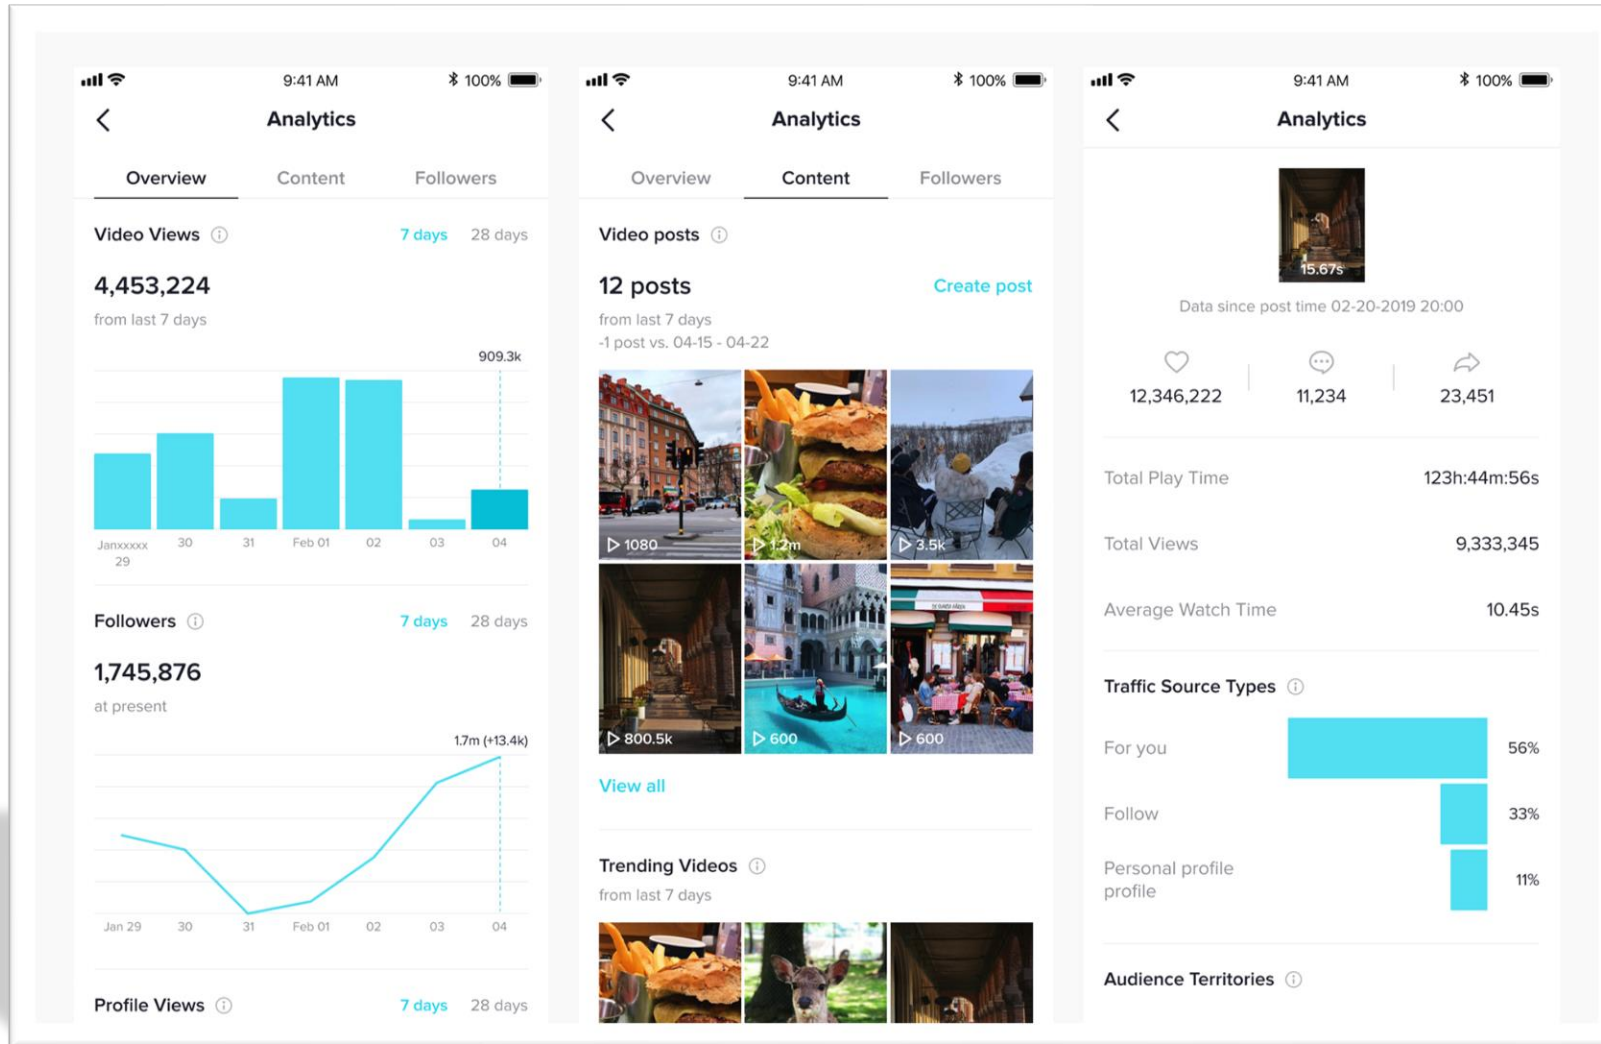 9:41 AM
100%
Analytics
Overview Content Followers
Video Views
7 days 28 days
4,453,224
from last 7 days
909.3k
Janxxxxx 30 31 Feb 01 02 03 04
29
Followers
7 days 28 days
1,745,876
at present
1.7m (+13.4k)
Jan 29 30 31 Feb 01 02 03 04
Profile Views
7 days 28 days
9:41 AM
100%
Analytics
Overview Content Followers
Video posts
12 posts
Create post
from last 7 days
-1 post vs. 04-15 - 04-22
1080
1.2m
3.5k
800.5k
600
600
View all
Trending Videos
from last 7 days
9:41 AM
100%
Analytics
15.67s
Data since post time 02-20-2019 20:00
12,346,222 11,234 23,451
Total Play Time 123h:44m:56s
Total Views 9,333,345
Average Watch Time 10.45s
Traffic Source Types
For you 56%
Follow 33%
Personal profile
profile
11%
Audience Territories